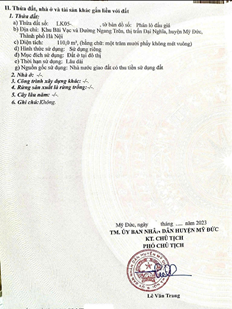 II. Thửa đất, nhà ở và tài sản khác gắn liền với đất
1. Thửa đất:
a) Thửa đất số: LK05-   , tờ bản đồ số: Phân lô đấu giá
b) Địa chỉ: Khu Bãi Vạc và Đường Ngang Trên, thị trấn Đại Nghĩa, huyện Mỹ Đức,
Thành phố Hà Nội
c) Diện tích: 110,0 m², (bằng chữ: một trăm mười phẩy không mét vuông)
d) Hình thức sử dụng: Sử dụng riêng
đ) Mục đích sử dụng: Đất ở tại đô thị
e) Thời hạn sử dụng: Lâu dài
g) Nguồn gốc sử dụng: Nhà nước giao đất có thu tiền sử dụng đất
2. Nhà ở: -/-.
3. Công trình xây dựng khác: -/-.
4. Rừng sản xuất là rừng trồng: -/-.
5. Cây lâu năm: -/-.
6. Ghi chú: Không.
Mỹ Đức, ngày    tháng    năm 2023
TM. ỦY BAN NHÂN DÂN HUYỆN MỸ ĐỨC
KT. CHỦ TỊCH
PHÓ CHỦ TỊCH
Lê Văn Trang